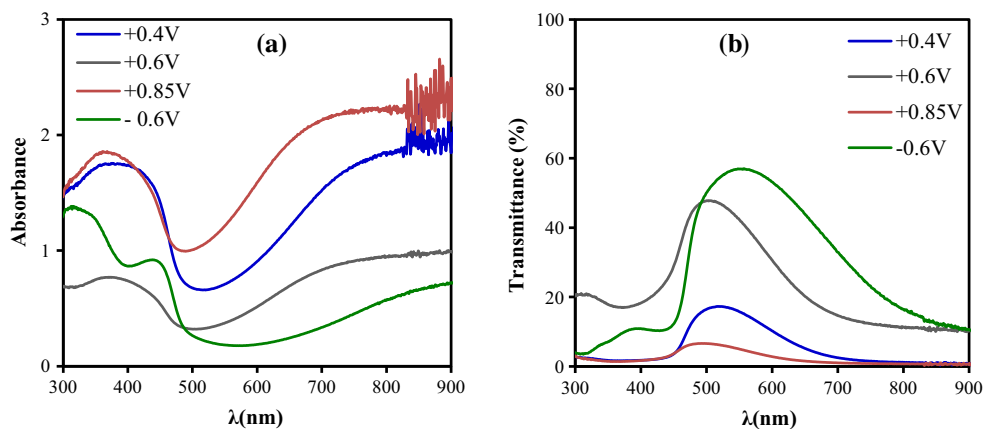 (a)
+0.4V
+0.6V
+0.85V
- 0.6V
3
2
1
0
Absorbance
300 400 500 600 700 800 900
λ(nm)
(b)
+0.4V
+0.6V
+0.85V
-0.6V
100
80
60
40
20
0
Transmittance (%)
300 400 500 600 700 800 900
λ(nm)